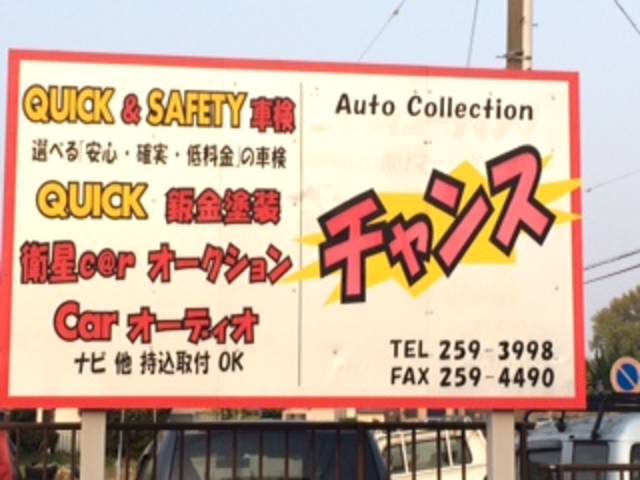 QUICK & SAFETY 車検
選べる「安心・確実・低料金」の車検
QUICK 鈑金塗装
衛星c@r オークション
Car オーディオ
ナビ 他 持込取付 OK
Auto Collection
チャンス
TEL 259-3998
FAX 259-4490